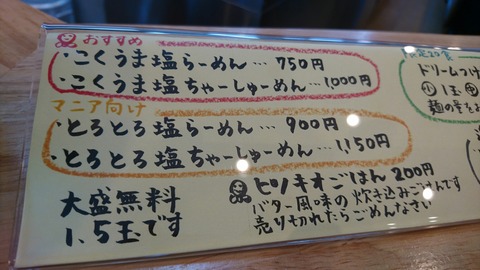 おすすめ
・こくうま塩らーめん… 750円
・こくうま塩ちゃーしゅーめん… 1000円
マニア向け
・とろとろ塩らーめん… 900円
・とろとろ塩ちゃーしゅーめん… 1,150円
大盛無料
1、5玉です
ヒツキオごはん 200円
バター風味の炊き込みごはんです
売り切れたらごめんなさい
ドリームつけ
1玉
麺の量をお